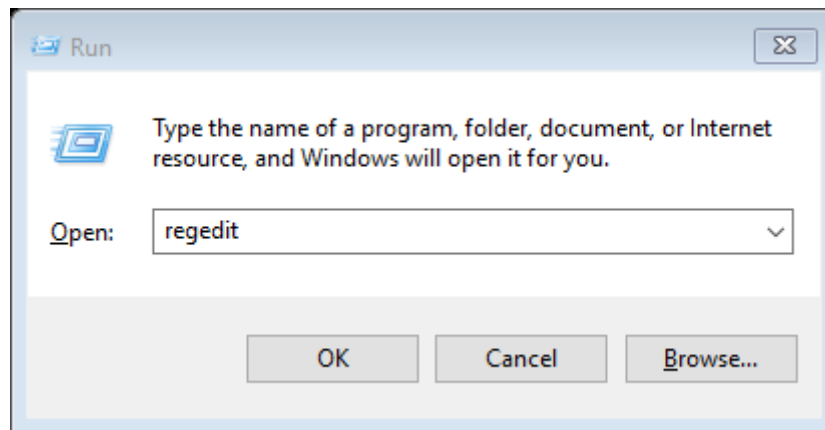 Run
Type the name of a program, folder, document, or Internet
resource, and Windows will open it for you.
Open: regedit
OK Cancel Browse...